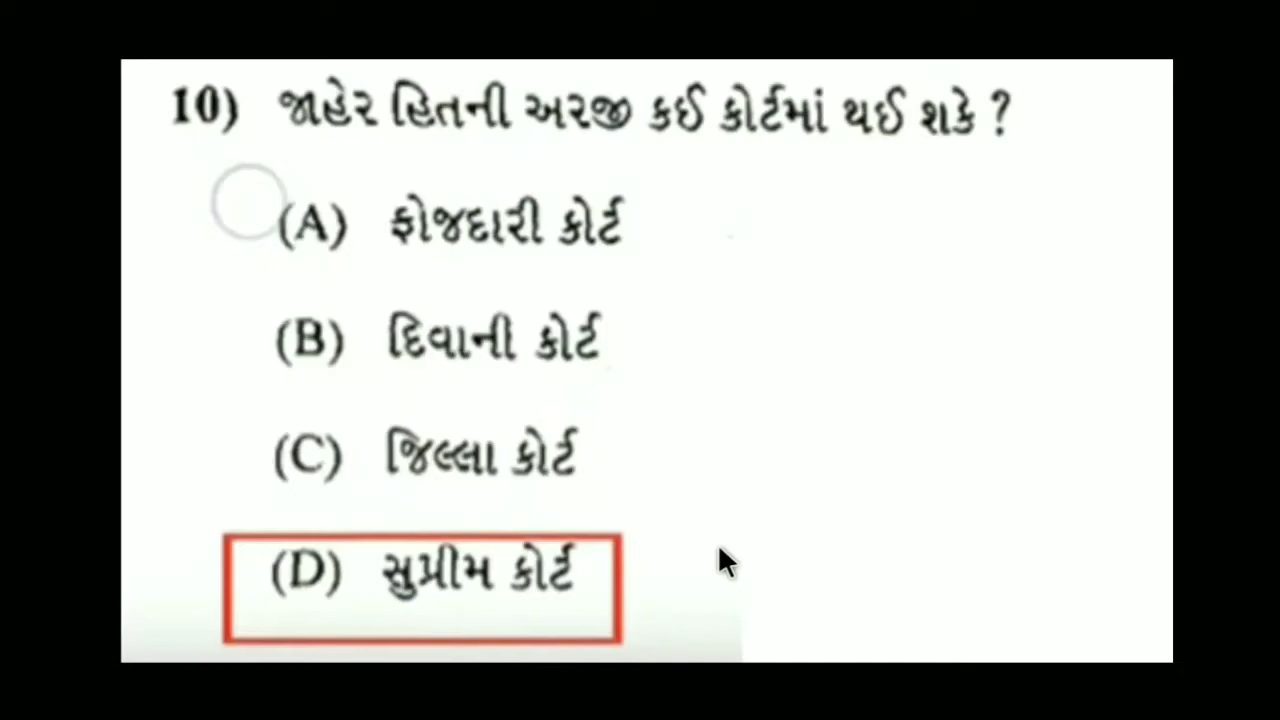 10) જાહેર હિતની અરજી કઈ કોર્ટમાં થઈ શકે ?
(A) ફોજદારી કોર્ટ
(B) દિવાની કોર્ટ
(C) જિલ્લા કોર્ટ
(D) સુપ્રીમ કોર્ટ